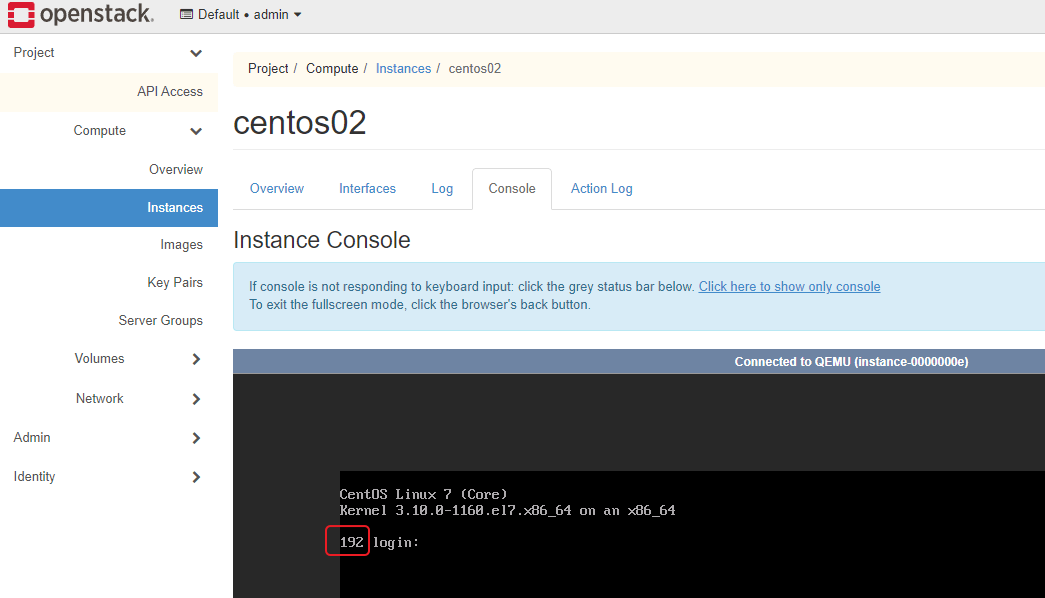 openstack.
Default • admin
Project
API Access
Compute
Overview
Instances
Images
Key Pairs
Server Groups
Volumes
Network
Admin
Identity
Project / Compute / Instances / centos02
centos02
Overview Interfaces Log Console Action Log
Instance Console
If console is not responding to keyboard input: click the grey status bar below. Click here to show only console
To exit the fullscreen mode, click the browser's back button.
Connected to QEMU (instance-0000000e)
CentOS Linux 7 (Core)
Kernel 3.10.0-1160.el7.x86_64 on an x86_64
192 login: